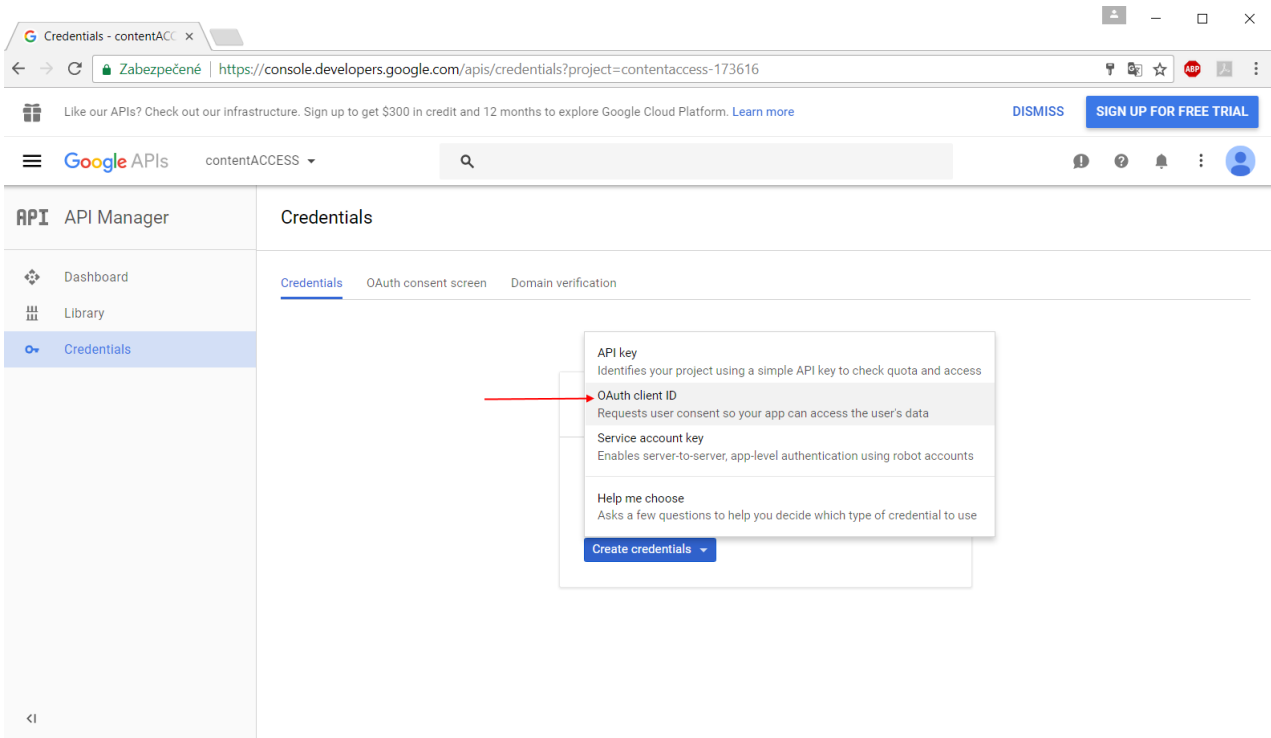 Credentials - contentACC
Zabezpečené | https://console.developers.google.com/apis/credentials?project=contentaccess-173616
ABP
Like our APIs? Check out our infrastructure. Sign up to get $300 in credit and 12 months to explore Google Cloud Platform. Learn more
DISMISS
SIGN UP FOR FREE TRIAL
Google APIs
contentACCESS
API API Manager
Credentials
Dashboard
Library
Credentials
Credentials
OAuth consent screen
Domain verification
API key
Identifies your project using a simple API key to check quota and access
OAuth client ID
Requests user consent so your app can access the user's data
Service account key
Enables server-to-server, app-level authentication using robot accounts
Help me choose
Asks a few questions to help you decide which type of credential to use
Create credentials